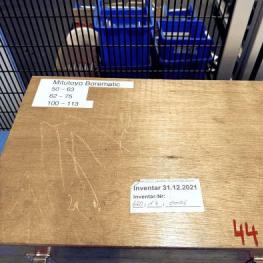 Mitutoyo Borematic
50 – 63
62 – 75
100 – 113
Inventar 31.12.2021
Inventar-Nr:
44